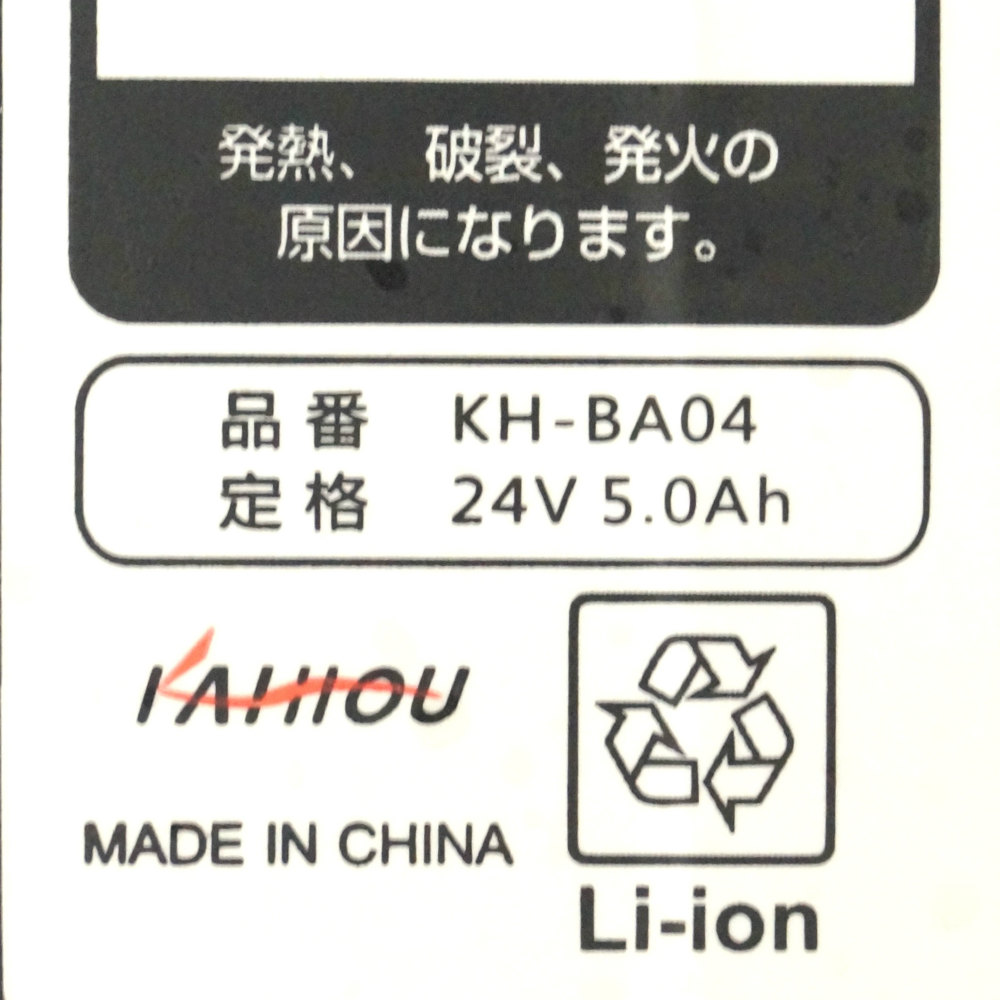 発熱、 破裂、発火の
原因になります。
品番 KH-BA04
定格 24V 5.0Ah
KAIHOU
MADE IN CHINA
Li-ion